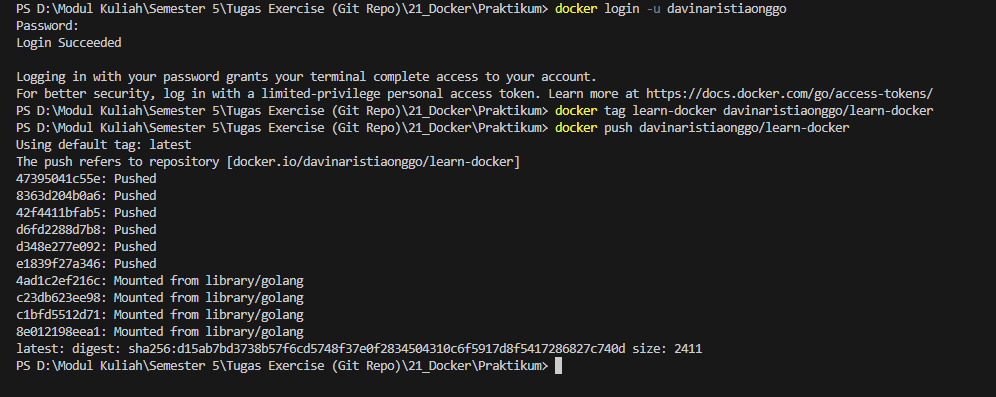 PS D:\Modul Kuliah\Semester 5\Tugas Exercise (Git Repo)\21_Docker\Praktikum> docker login -u davinaristiaonggo
Password:
Login Succeeded
Logging in with your password grants your terminal complete access to your account.
For better security, log in with a limited-privilege personal access token. Learn more at https://docs.docker.com/go/access-tokens/
PS D:\Modul Kuliah\Semester 5\Tugas Exercise (Git Repo)\21_Docker\Praktikum> docker tag learn-docker davinaristiaonggo/learn-docker
PS D:\Modul Kuliah\Semester 5\Tugas Exercise (Git Repo)\21_Docker\Praktikum> docker push davinaristiaonggo/learn-docker
Using default tag: latest
The push refers to repository [docker.io/davinaristiaonggo/learn-docker]
47395041c55e: Pushed
8363d204b0a6: Pushed
42f4411bfab5: Pushed
d6fd2288d7b8: Pushed
d348e277e092: Pushed
e1839f27a346: Pushed
4ad1c2ef216c: Mounted from library/golang
c23db623ee98: Mounted from library/golang
c1bfd5512d71: Mounted from library/golang
8e012198eea1: Mounted from library/golang
latest: digest: sha256:d15ab7bd3738b57f6cd5748f37e0f2834504310c6f5917d8f5417286827c740d size: 2411
PS D:\Modul Kuliah\Semester 5\Tugas Exercise (Git Repo)\21_Docker\Praktikum>